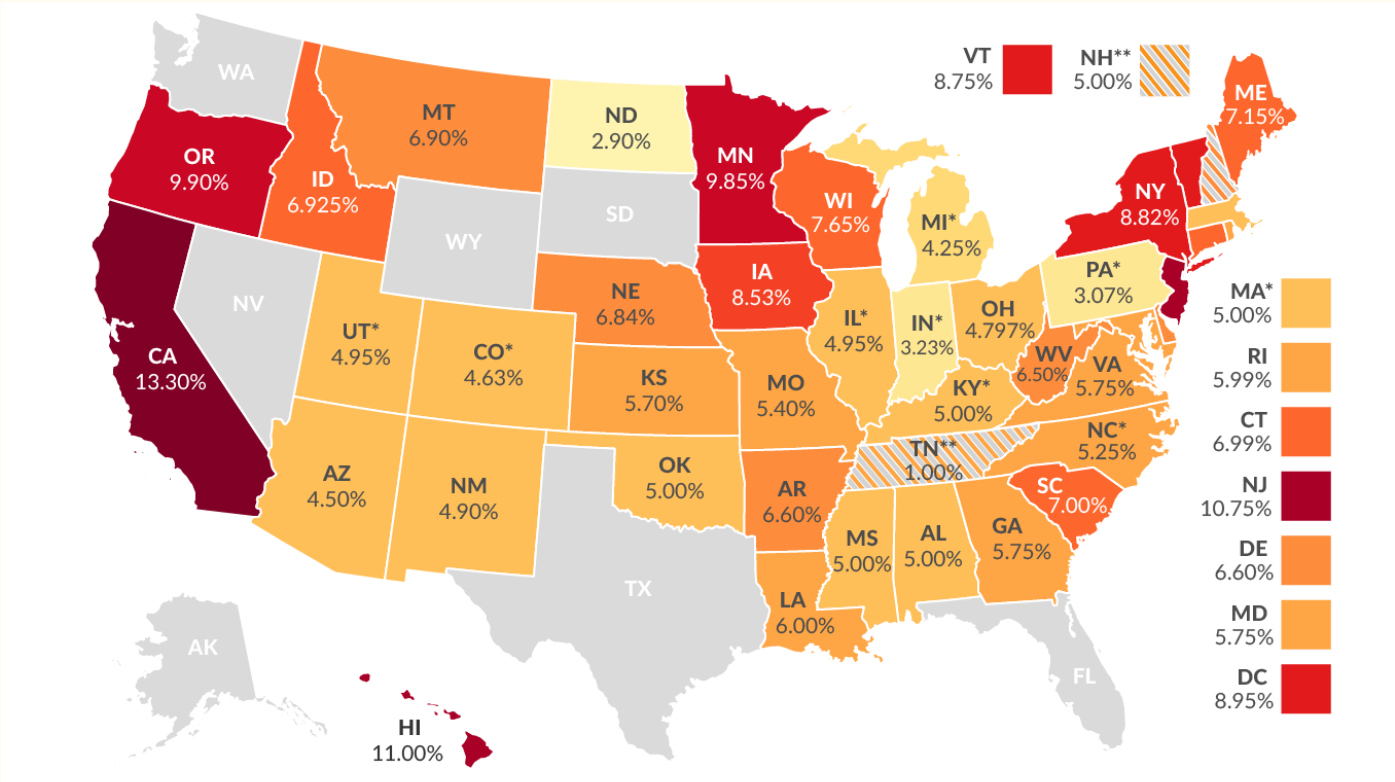 WA
VT
8.75%
NH**
5.00%
ME
7.15%
MT
6.90%
ND
2.90%
MN
9.85%
OR
9.90%
ID
6.925%
WI
7.65%
NY
8.82%
SD
MI*
4.25%
WY
IA
8.53%
PA*
3.07%
NV
NE
6.84%
MA*
5.00%
UT*
4.95%
CO*
4.63%
IL*
4.95%
IN*
3.23%
OH
4.797%
CA
13.30%
WV
6.50%
VA
5.75%
RI
5.99%
KS
5.70%
MO
5.40%
KY*
5.00%
CT
6.99%
NC*
5.25%
TN**
1.00%
AZ
4.50%
NM
4.90%
OK
5.00%
AR
6.60%
SC
7.00%
NJ
10.75%
MS
5.00%
AL
5.00%
GA
5.75%
DE
6.60%
TX
LA
6.00%
MD
5.75%
AK
FL
DC
8.95%
HI
11.00%